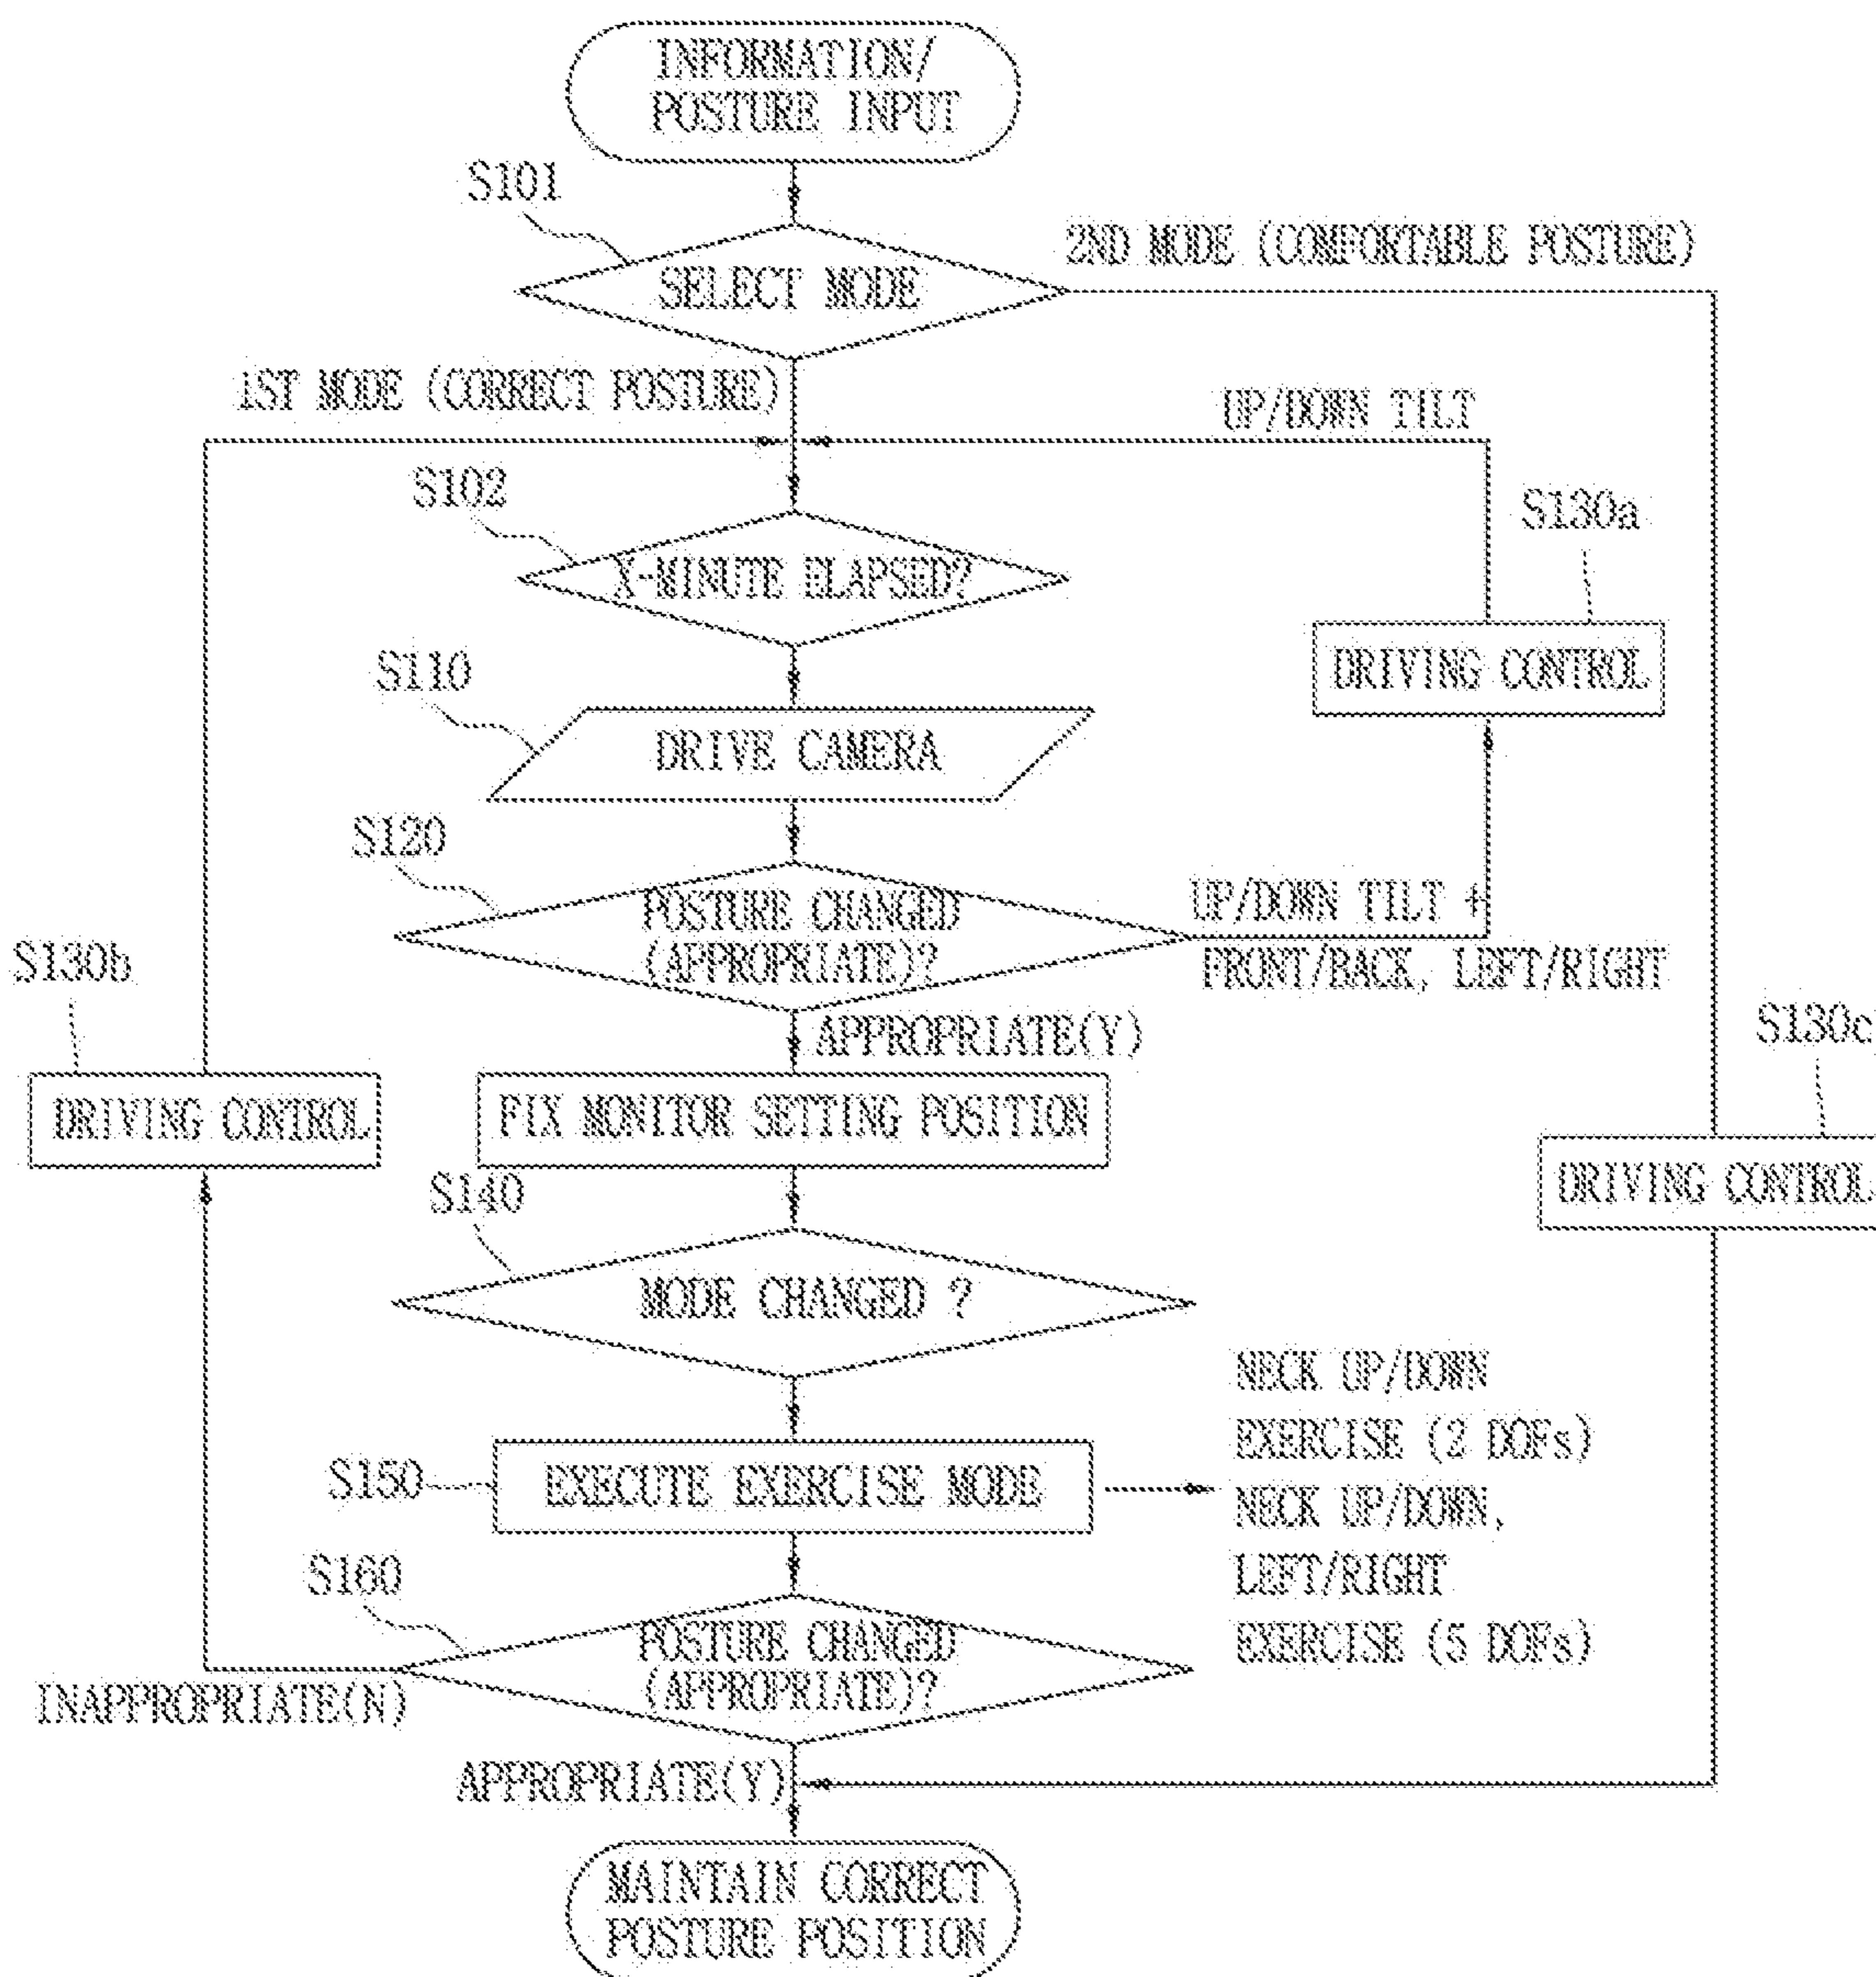 INFORMATION/
POSTURE INPUT
S101
SELECT MODE
2ND MODE (COMFORTABLE POSTURE)
1ST MODE (CORRECT POSTURE)
UP/DOWN TILT
S102
X-MINUTE ELAPSED?
S130a
DRIVING CONTROL
S110
DRIVE CAMERA
S120
POSTURE CHANGED
(APPROPRIATE)?
UP/DOWN TILT +
FRONT/BACK, LEFT/RIGHT
S130b
DRIVING CONTROL
APPROPRIATE(Y)
FIX MONITOR SETTING POSITION
S130c
DRIVING CONTROL
S140
MODE CHANGED ?
S150
EXECUTE EXERCISE MODE
NECK UP/DOWN
EXERCISE (2 DOFs)
NECK UP/DOWN,
LEFT/RIGHT
EXERCISE (5 DOFs)
S160
POSTURE CHANGED
(APPROPRIATE)?
INAPPROPRIATE(N)
APPROPRIATE(Y)
MAINTAIN CORRECT
POSTURE POSITION